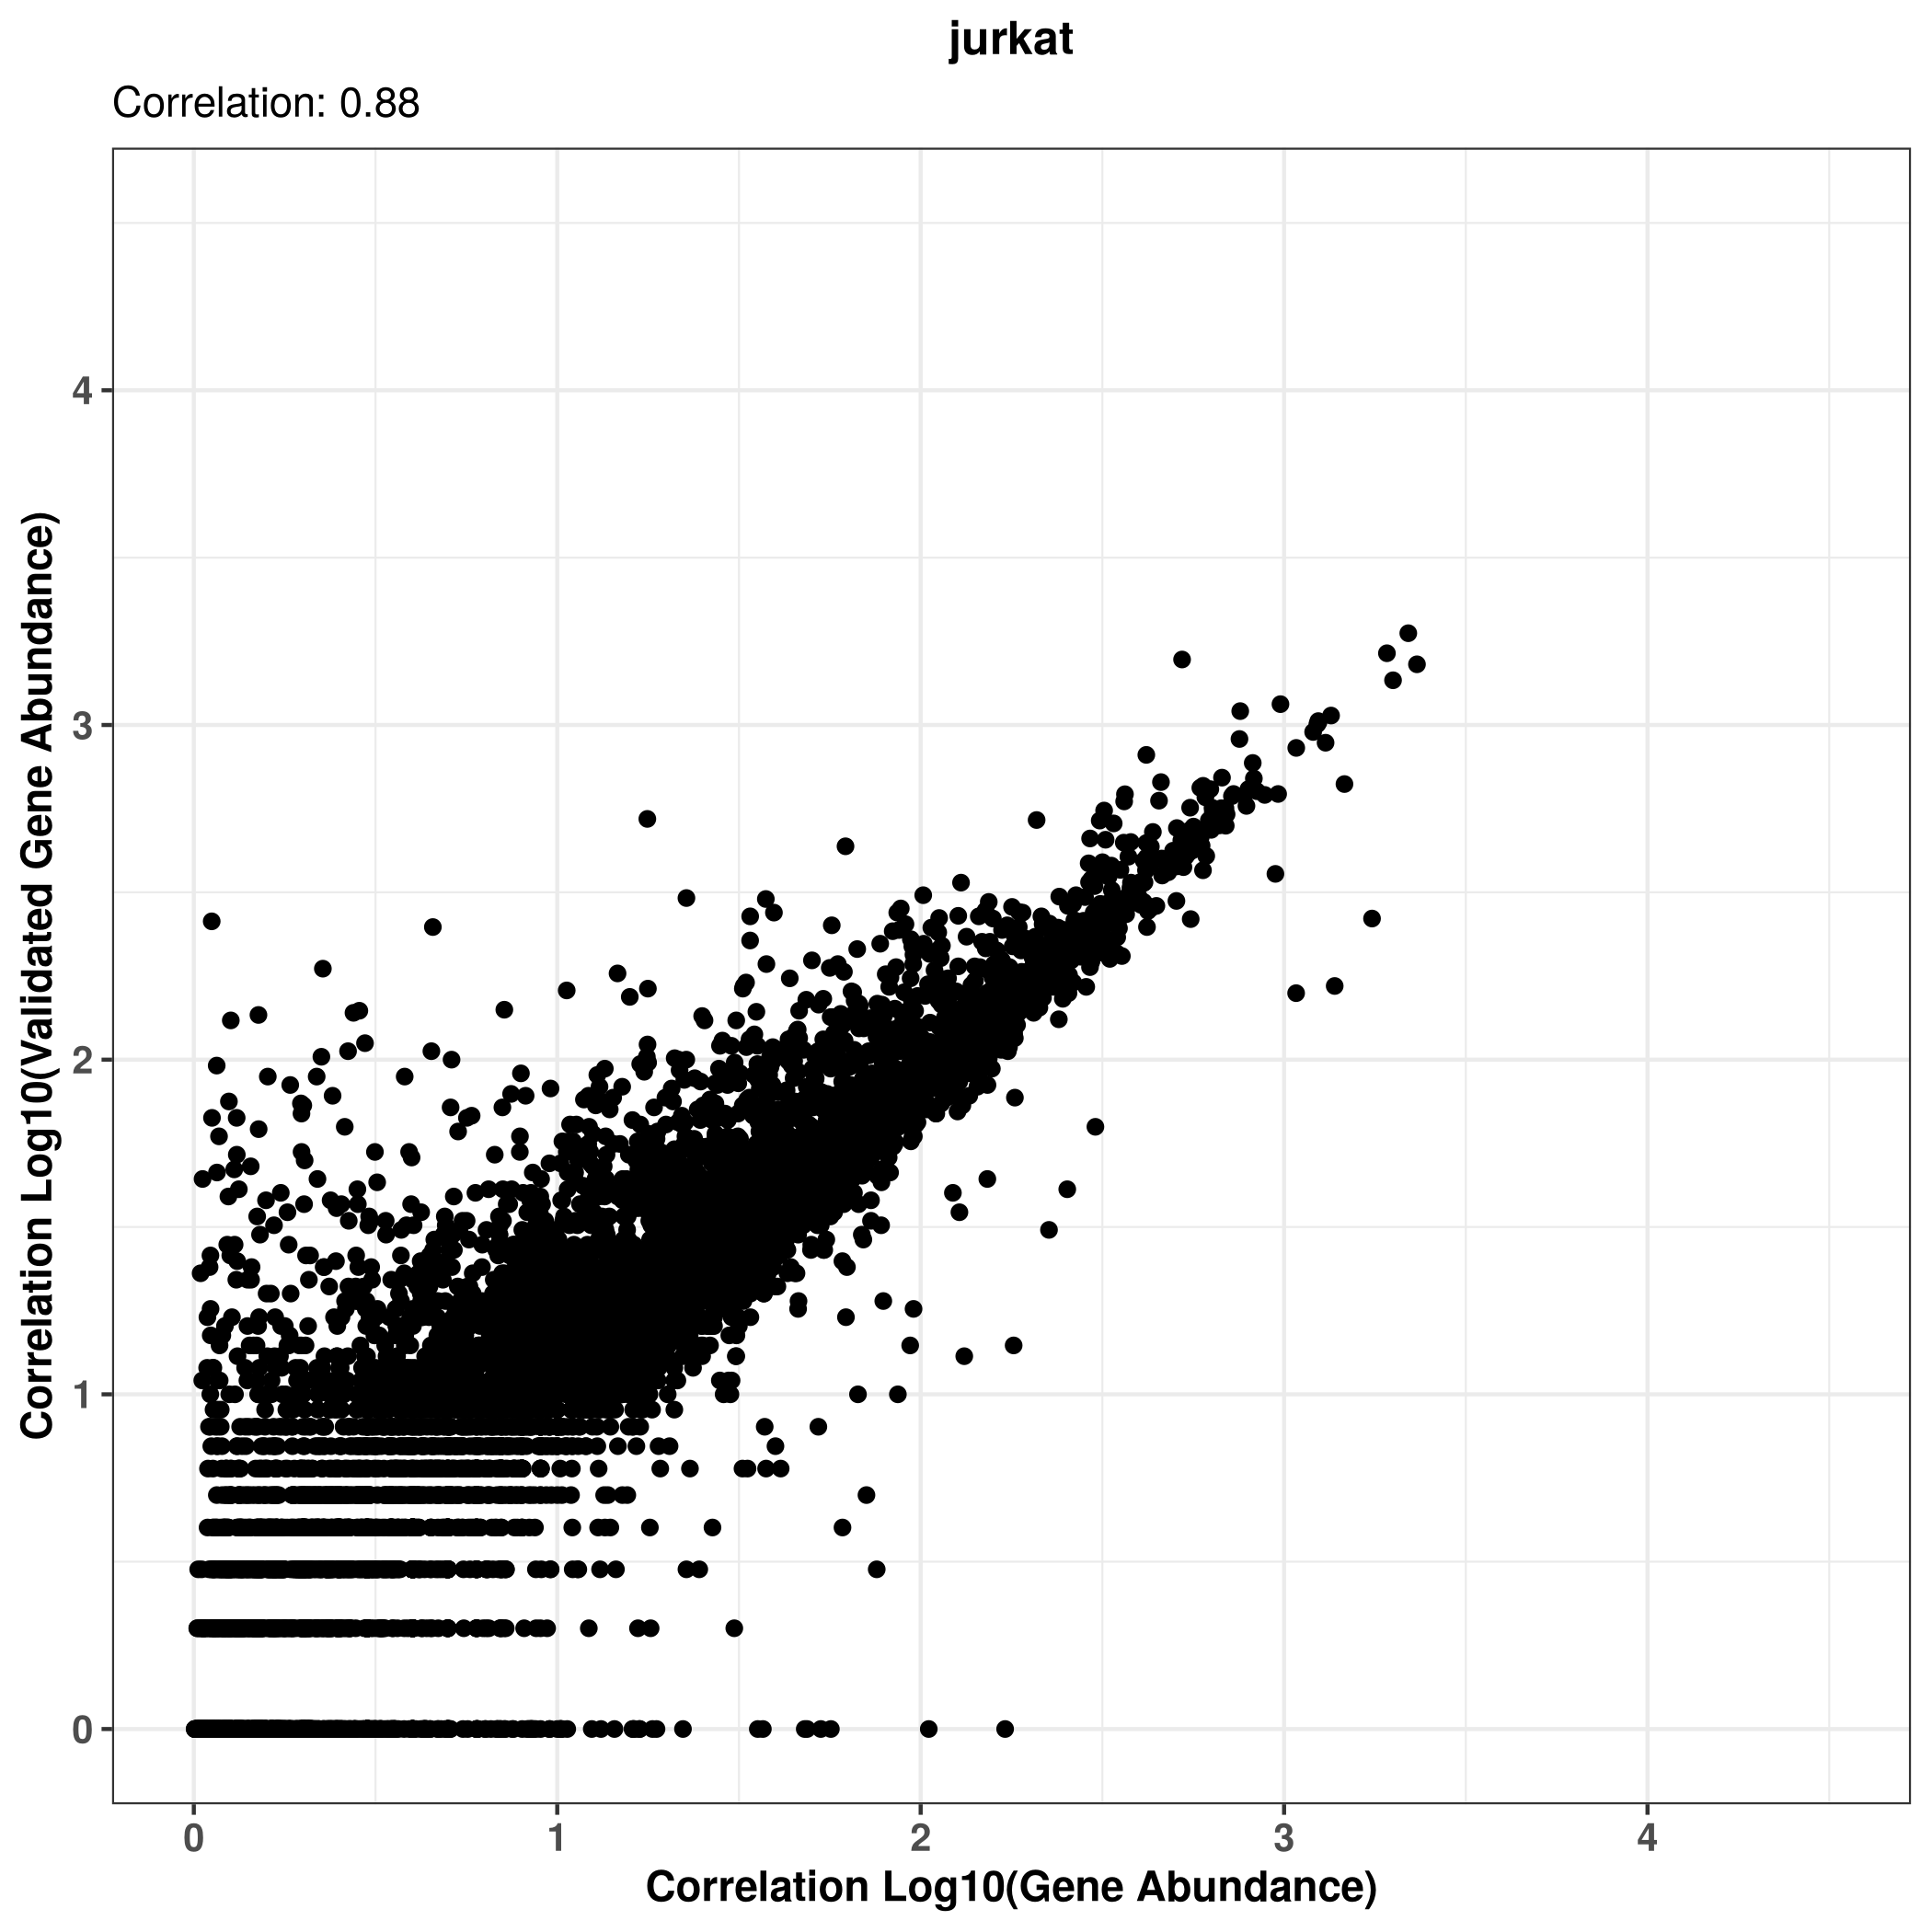 jurkat
Correlation: 0.88
Correlation Log10(Validated Gene Abundance)
4
3
2
1
0
0 1 2 3 4
Correlation Log10(Gene Abundance)